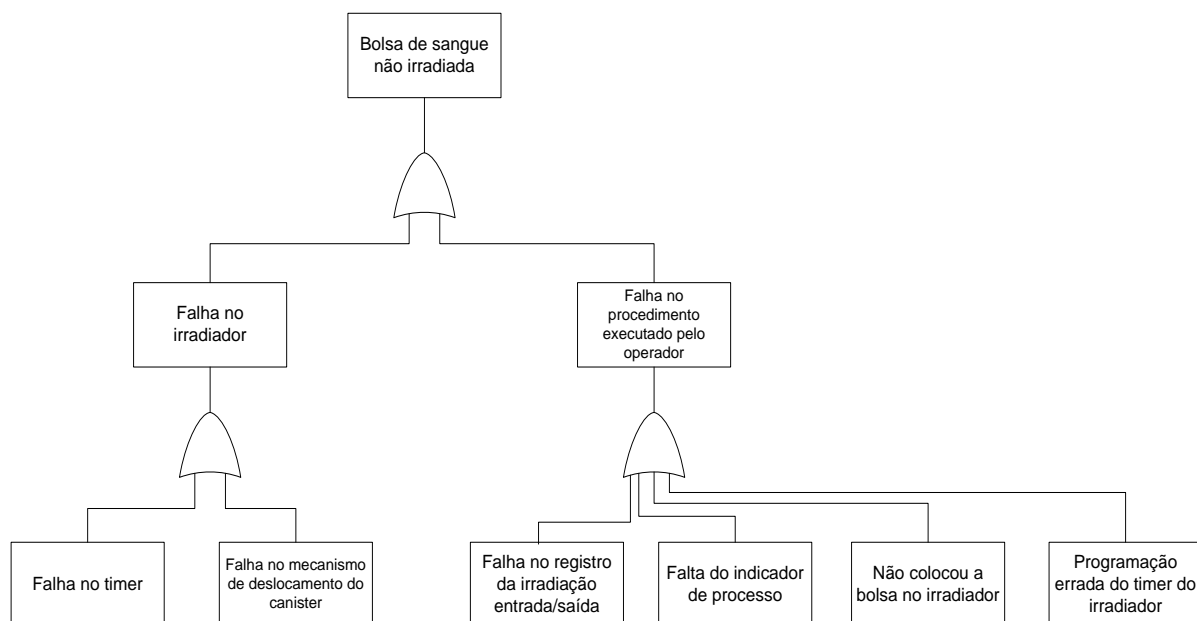 Bolsa de sangue
não irradiada
Falha no
irradiador
Falha no
procedimento
executado pelo
operador
Falha no timer
Falha no mecanismo
de deslocamento do
canister
Falha no registro
da irradiação
entrada/saída
Falta do indicador
de processo
Não colocou a
bolsa no irradiador
Programação
errada do timer do
irradiador